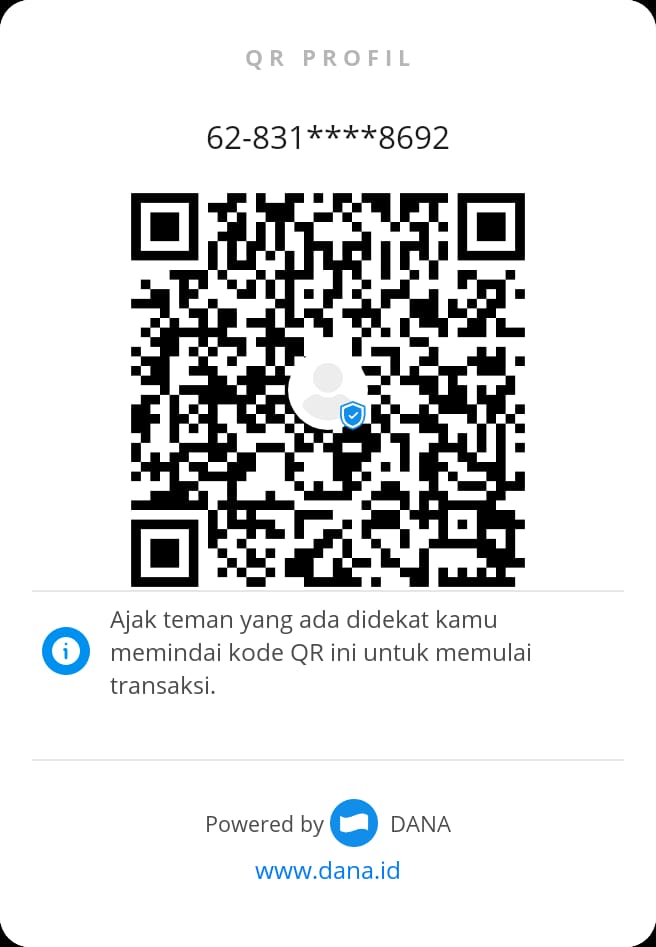 QR PROFIL
62-831****8692
Ajak teman yang ada didekat kamu
memindai kode QR ini untuk memulai
transaksi.
Powered by DANA
www.dana.id